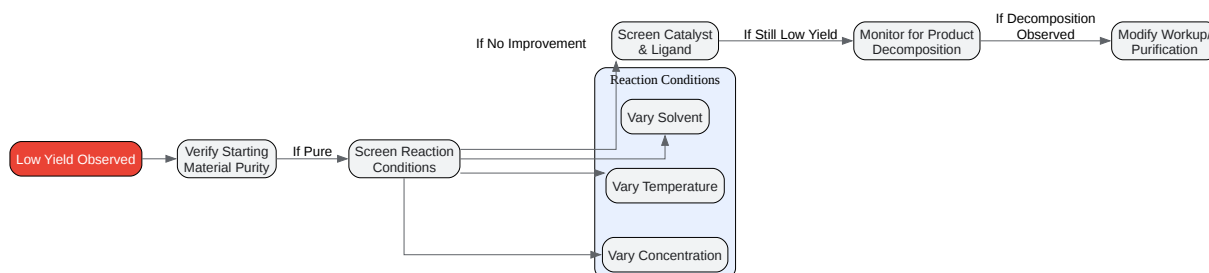 Low Yield Observed
Verify Starting
Material Purity
If Pure
Screen Reaction
Conditions
If No Improvement
Screen Catalyst
& Ligand
If Still Low Yield
Monitor for Product
Decomposition
If Decomposition
Observed
Modify Workup/
Purification
Reaction Conditions
Vary Solvent
Vary Temperature
Vary Concentration